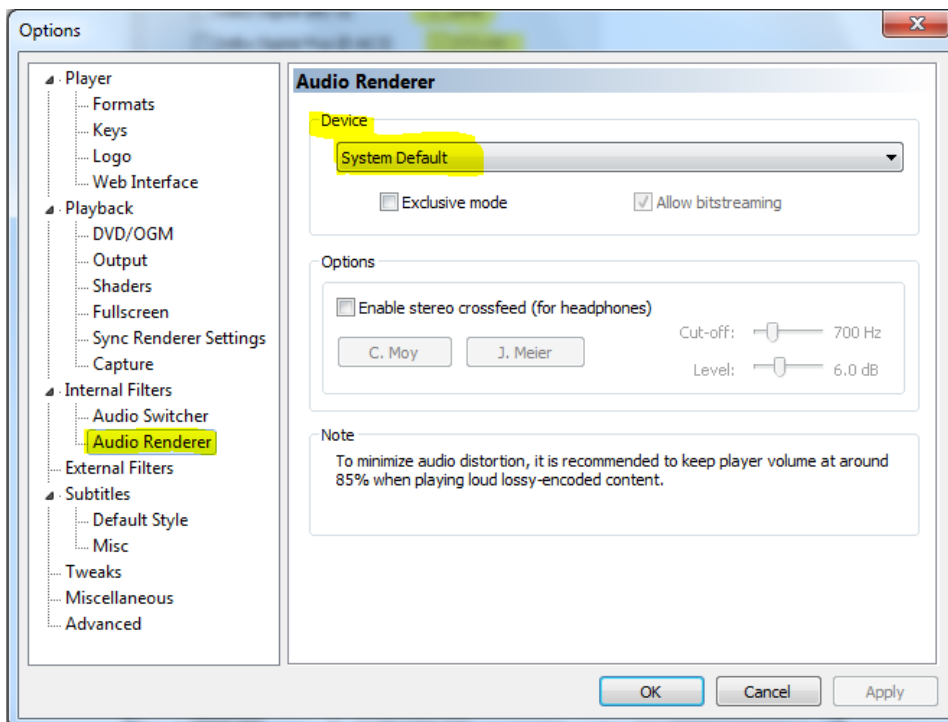 Options
Player
Formats
Keys
Logo
Web Interface
Playback
DVD/OGM
Output
Shaders
Fullscreen
Sync Renderer Settings
Capture
Internal Filters
Audio Switcher
Audio Renderer
External Filters
Subtitles
Default Style
Misc
Tweaks
Miscellaneous
Advanced
Audio Renderer
Device
System Default
Exclusive mode
Allow bitstreaming
Options
Enable stereo crossfeed (for headphones)
C. Moy
J. Meier
Cut-off:
700 Hz
Level:
6.0 dB
Note
To minimize audio distortion, it is recommended to keep player volume at around
85% when playing loud lossy-encoded content.
OK
Cancel
Apply